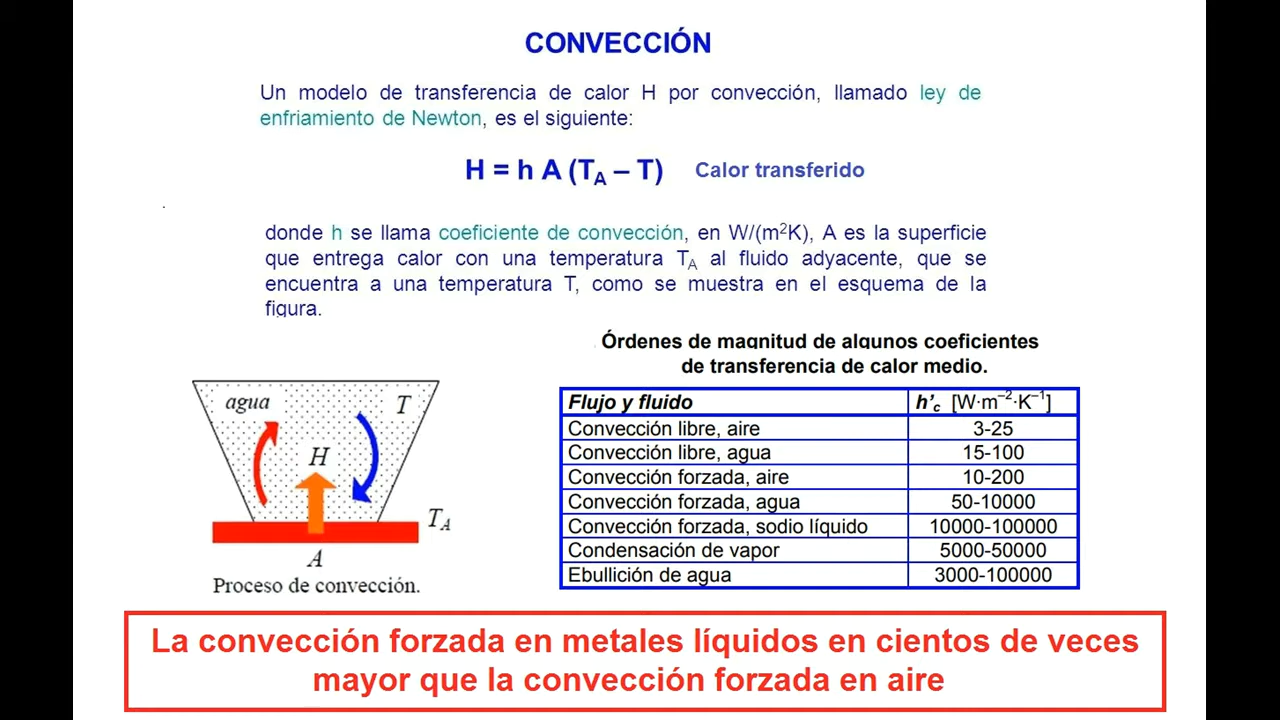 CONVECCIÓN
Un modelo de transferencia de calor H por convección, llamado ley de
enfriamiento de Newton, es el siguiente:
H = h A (T_A – T) Calor transferido
donde h se llama coeficiente de convección, en W/(m²K), A es la superficie
que entrega calor con una temperatura T_A al fluido adyacente, que se
encuentra a una temperatura T, como se muestra en el esquema de la
figura.
Órdenes de magnitud de algunos coeficientes
de transferencia de calor medio.
agua T
H
T_A
A
Proceso de convección.
Flujo y fluido h'_c [W·m⁻²·K⁻¹]
Convección libre, aire 3-25
Convección libre, agua 15-100
Convección forzada, aire 10-200
Convección forzada, agua 50-10000
Convección forzada, sodio líquido 10000-100000
Condensación de vapor 5000-50000
Ebullición de agua 3000-100000
La convección forzada en metales líquidos en cientos de veces
mayor que la convección forzada en aire